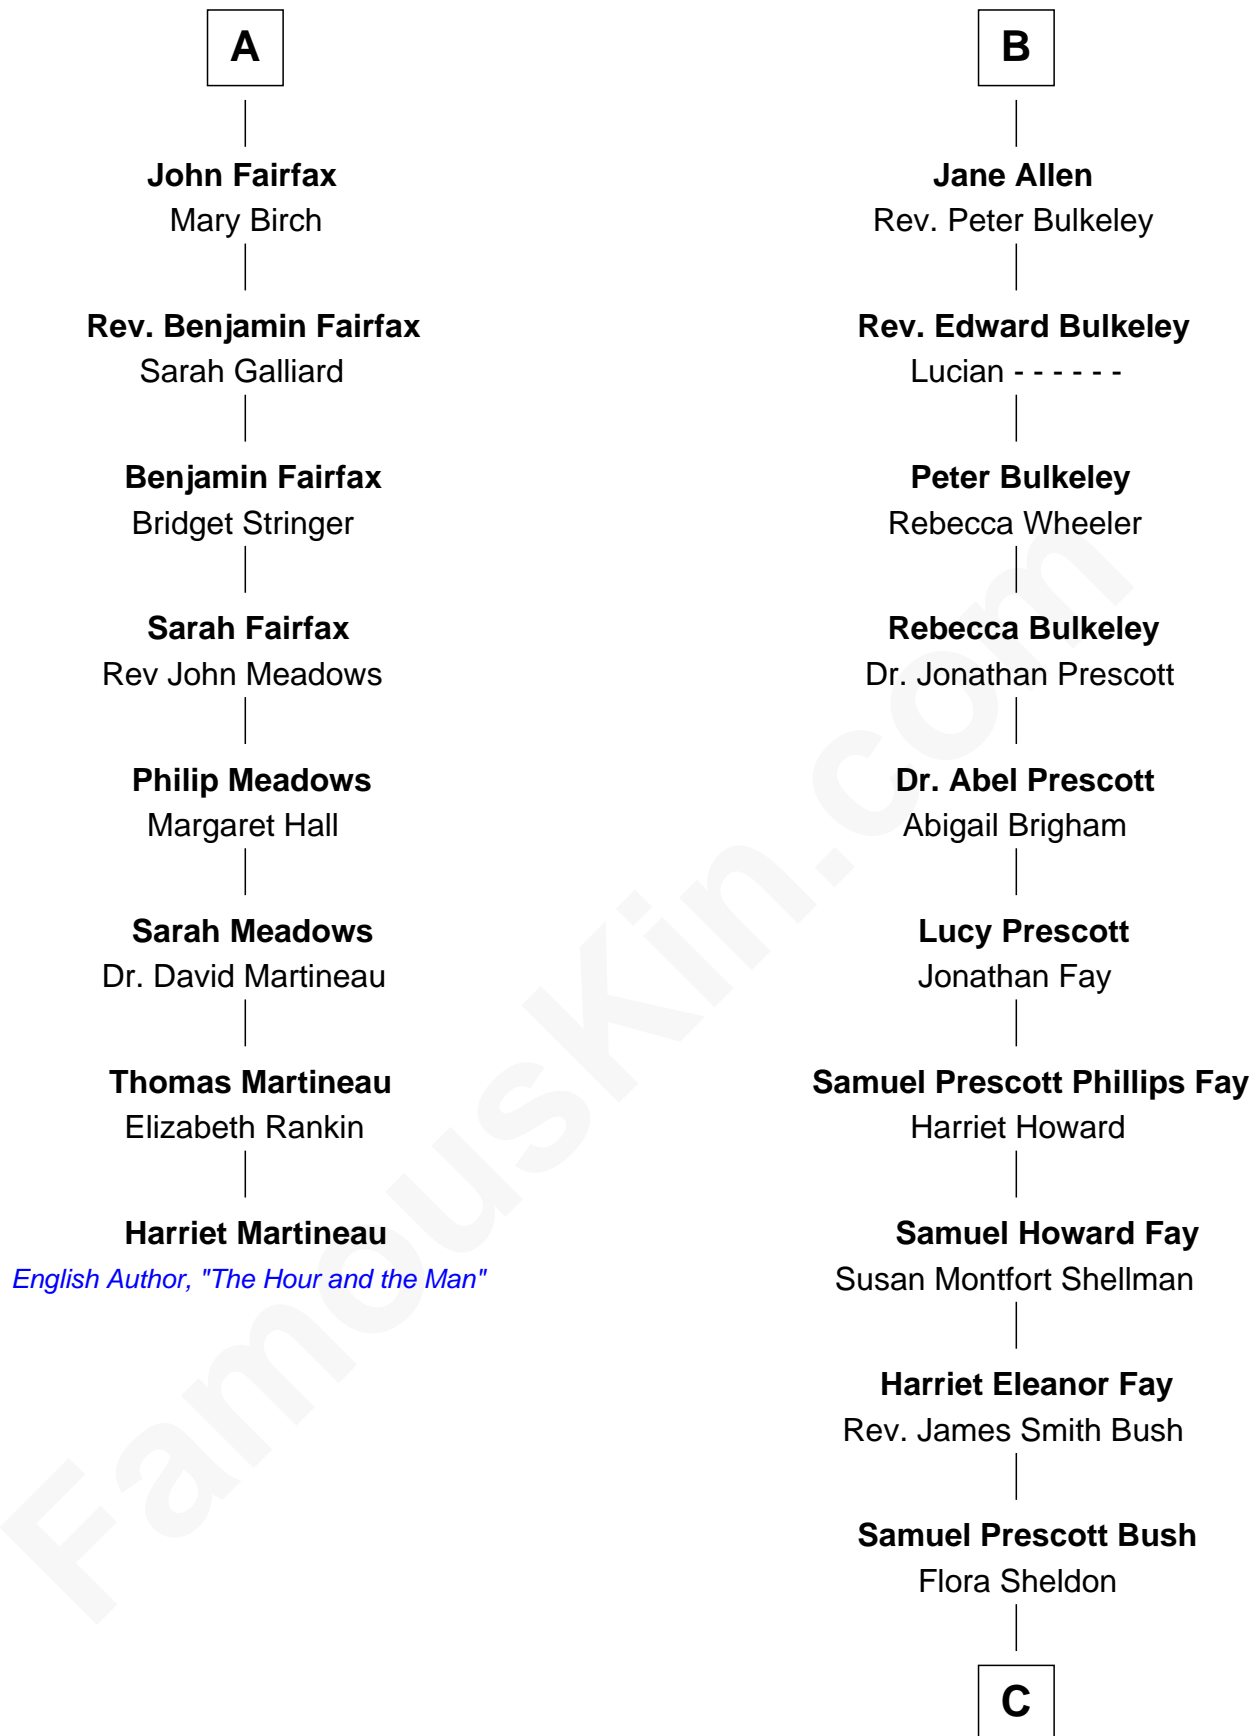 A
John Fairfax
Mary Birch
Rev. Benjamin Fairfax
Sarah Galliard
Benjamin Fairfax
Bridget Stringer
Sarah Fairfax
Rev John Meadows
Philip Meadows
Margaret Hall
Sarah Meadows
Dr. David Martineau
Thomas Martineau
Elizabeth Rankin
Harriet Martineau
English Author, "The Hour and the Man"
B
Jane Allen
Rev. Peter Bulkeley
Rev. Edward Bulkeley
Lucian - - - - - -
Peter Bulkeley
Rebecca Wheeler
Rebecca Bulkeley
Dr. Jonathan Prescott
Dr. Abel Prescott
Abigail Brigham
Lucy Prescott
Jonathan Fay
Samuel Prescott Phillips Fay
Harriet Howard
Samuel Howard Fay
Susan Montfort Shellman
Harriet Eleanor Fay
Rev. James Smith Bush
Samuel Prescott Bush
Flora Sheldon
C
FamousKin.com